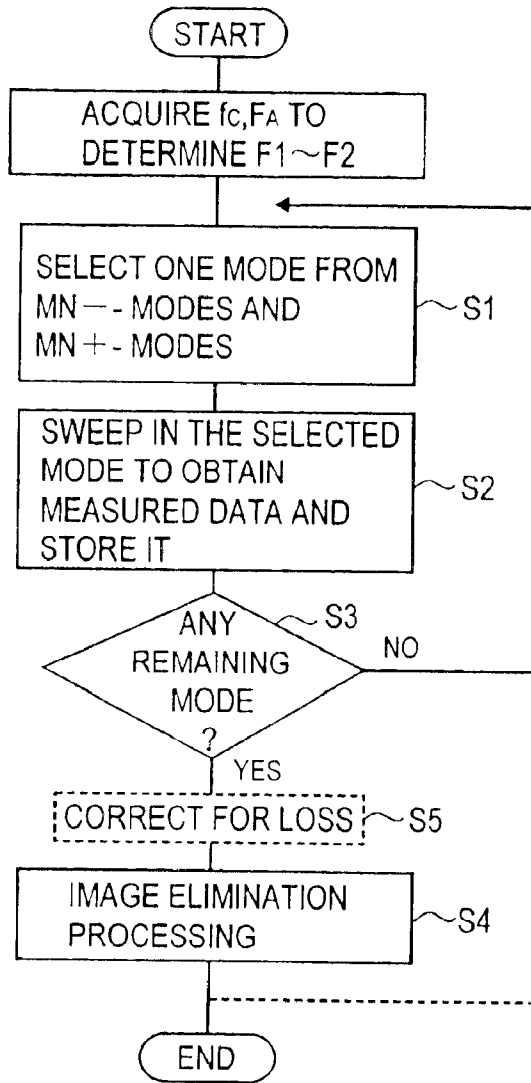 START
ACQUIRE fC,FA TO
DETERMINE F1~F2
SELECT ONE MODE FROM
MN−- MODES AND
MN+- MODES
S1
SWEEP IN THE SELECTED
MODE TO OBTAIN
MEASURED DATA AND
STORE IT
S2
ANY
REMAINING
MODE
?
S3
NO
YES
CORRECT FOR LOSS
S5
IMAGE ELIMINATION
PROCESSING
S4
END